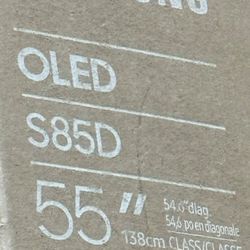 OLED
S85D
55"
54.6" diag
54,6 po en diagonale
138cm CLASS/CLASSE